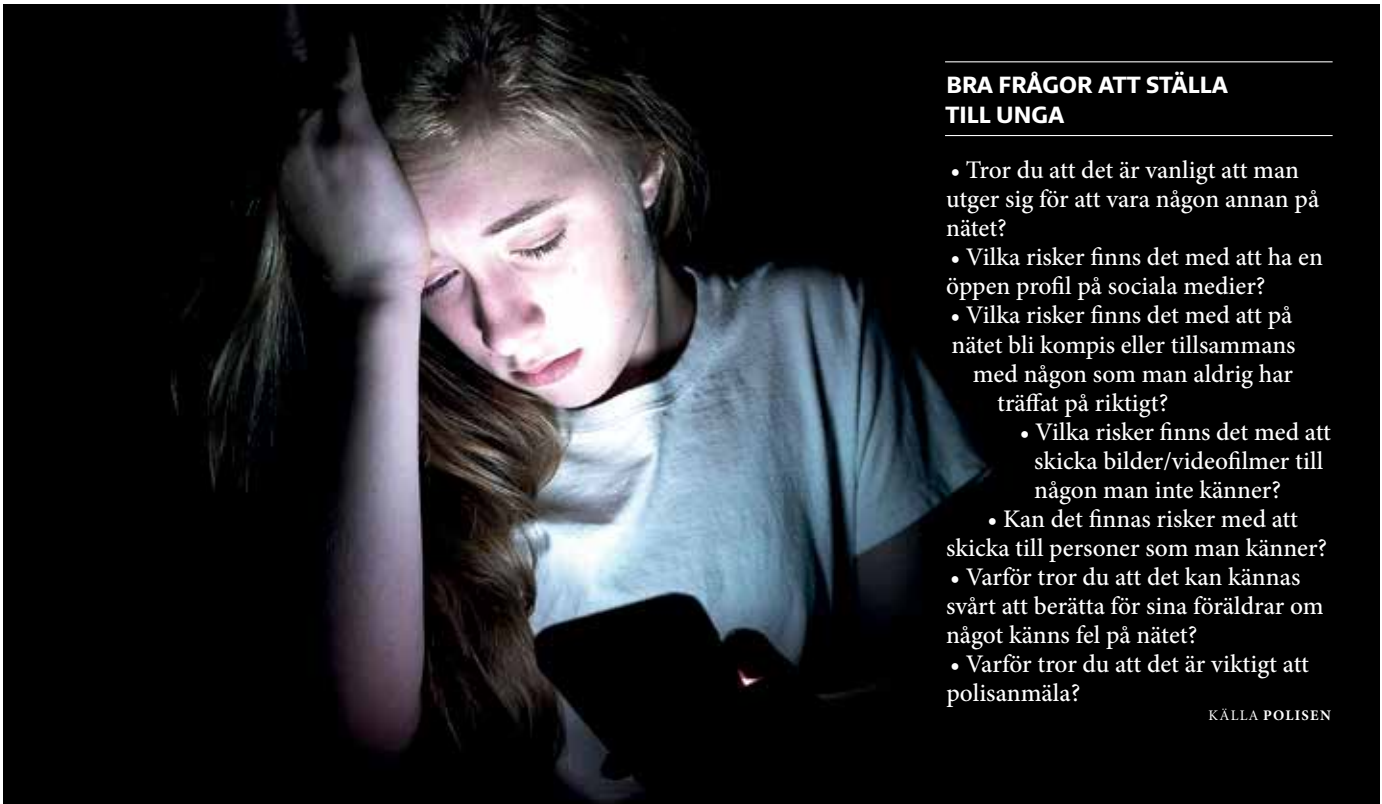 BRA FRÅGOR ATT STÄLLA
TILL UNGA
• Tror du att det är vanligt att man
utger sig för att vara någon annan på
nätet?
• Vilka risker finns det med att ha en
öppen profil på sociala medier?
• Vilka risker finns det med att på
nätet bli kompis eller tillsammans
med någon som man aldrig har
träffat på riktigt?
• Vilka risker finns det med att
skicka bilder/videofilmer till
någon man inte känner?
• Kan det finnas risker med att
skicka till personer som man känner?
• Varför tror du att det kan kännas
svårt att berätta för sina föräldrar om
något känns fel på nätet?
• Varför tror du att det är viktigt att
polisanmäla?
KÄLLA POLISEN